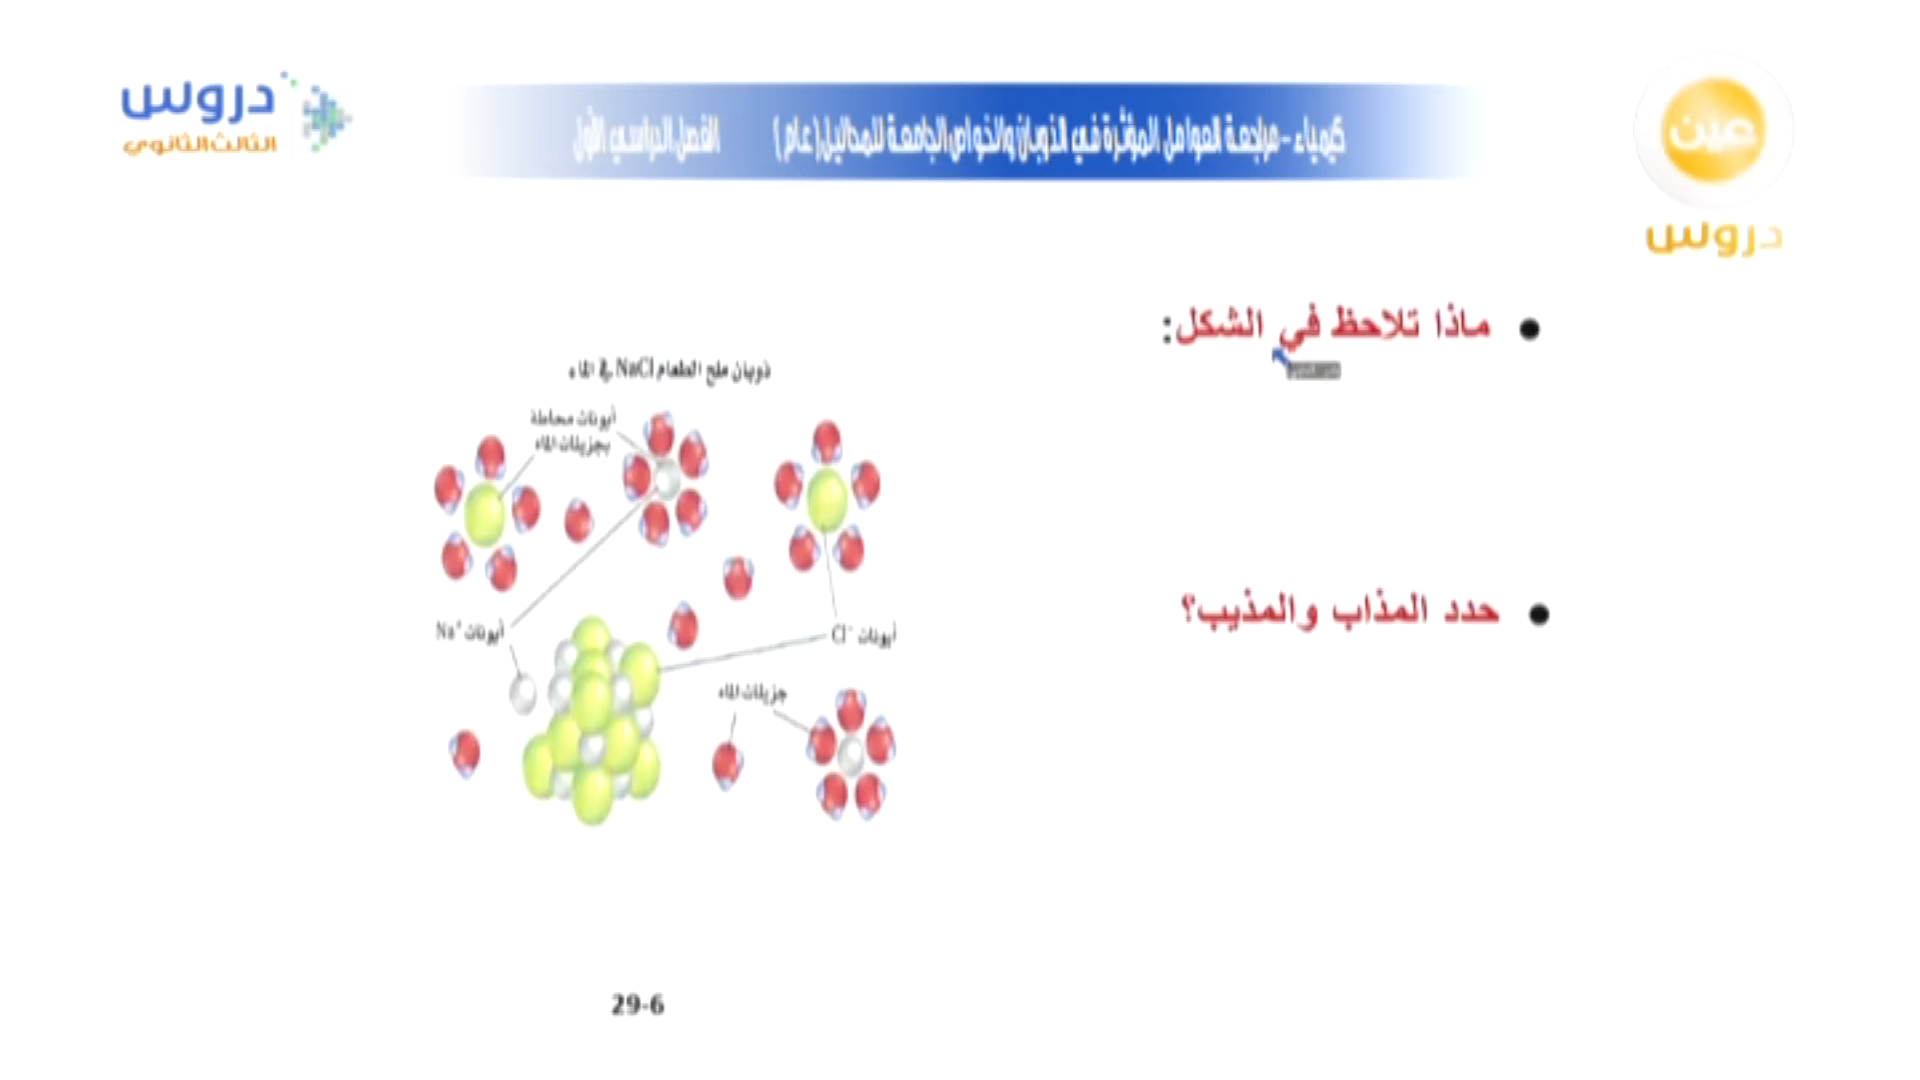 دروس
الثالث الثانوي
كيمياء - مراجعة العوامل المؤثرة في الذوبان والخواص الجامعة للمحاليل (عام) الفصل الدراسي الأول
عين
دروس
ماذا تلاحظ في الشكل:
حدد المذاب والمذيب؟
ذوبان ملح الطعام NaCl في الماء
أيونات محاطة
بجزيئات الماء
أيونات Na⁺
أيونات Cl⁻
جزيئات الماء
29-6